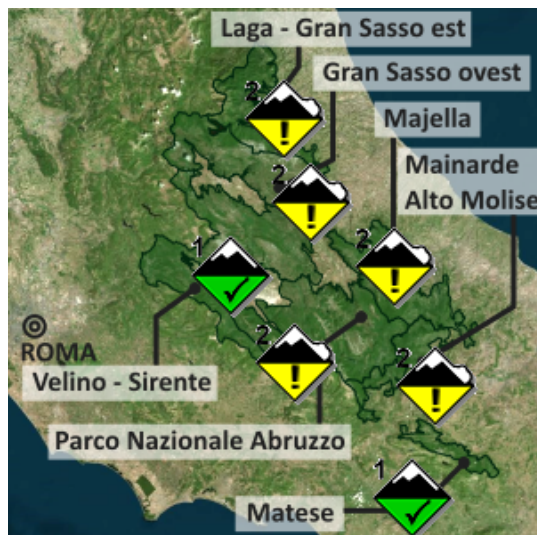 Laga - Gran Sasso est
Gran Sasso ovest
Majella
Mainarde
Alto Molise
2
!
2
!
2
!
1
ROMA
Velino - Sirente
2
!
2
!
Parco Nazionale Abruzzo
1
Matese